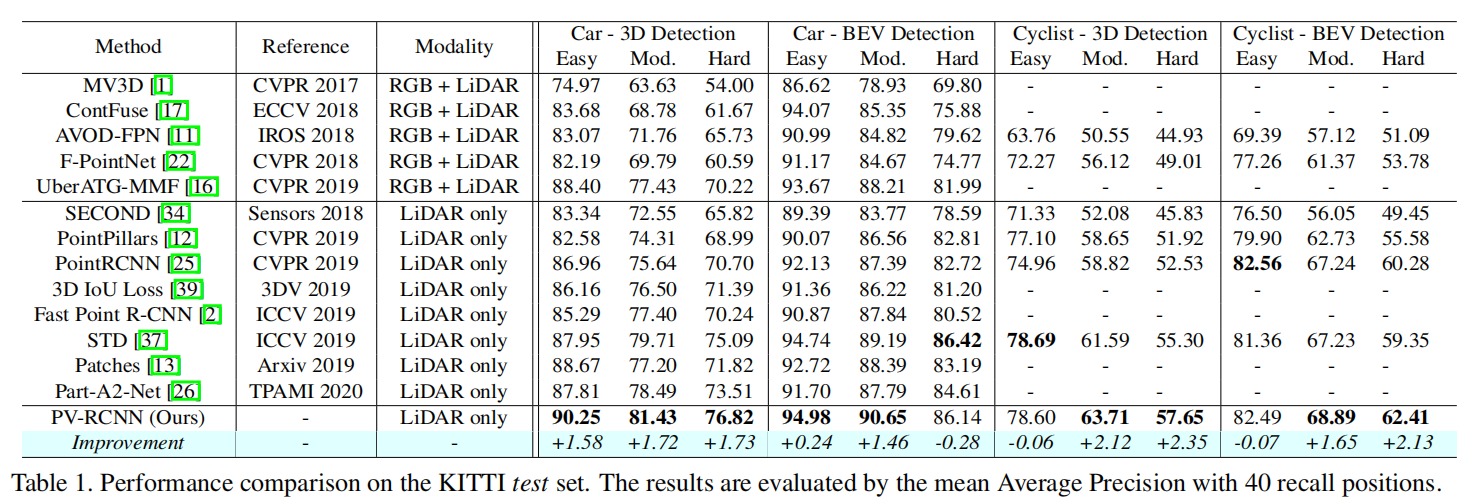 Method Reference Modality Car - 3D Detection Car - BEV Detection Cyclist - 3D Detection Cyclist - BEV Detection
Easy Mod. Hard Easy Mod. Hard Easy Mod. Hard Easy Mod. Hard
MV3D [1] CVPR 2017 RGB + LiDAR 74.97 63.63 54.00 86.62 78.93 69.80 - - - - - -
ContFuse [17] ECCV 2018 RGB + LiDAR 83.68 68.78 61.67 94.07 85.35 75.88 - - - - - -
AVOD-FPN [11] IROS 2018 RGB + LiDAR 83.07 71.76 65.73 90.99 84.82 79.62 63.76 50.55 44.93 69.39 57.12 51.09
F-PointNet [22] CVPR 2018 RGB + LiDAR 82.19 69.79 60.59 91.17 84.67 74.77 72.27 56.12 49.01 77.26 61.37 53.78
UberATG-MMF [16] CVPR 2019 RGB + LiDAR 88.40 77.43 70.22 93.67 88.21 81.99 - - - - - -
SECOND [34] Sensors 2018 LiDAR only 83.34 72.55 65.82 89.39 83.77 78.59 71.33 52.08 45.83 76.50 56.05 49.45
PointPillars [12] CVPR 2019 LiDAR only 82.58 74.31 68.99 90.07 86.56 82.81 77.10 58.65 51.92 79.90 62.73 55.58
PointRCNN [25] CVPR 2019 LiDAR only 86.96 75.64 70.70 92.13 87.39 82.72 74.96 58.82 52.53 82.56 67.24 60.28
3D IoU Loss [39] 3DV 2019 LiDAR only 86.16 76.50 71.39 91.36 86.22 81.20 - - - - - -
Fast Point R-CNN [2] ICCV 2019 LiDAR only 85.29 77.40 70.24 90.87 87.84 80.52 - - - - - -
STD [37] ICCV 2019 LiDAR only 87.95 79.71 75.09 94.74 89.19 86.42 78.69 61.59 55.30 81.36 67.23 59.35
Patches [13] Arxiv 2019 LiDAR only 88.67 77.20 71.82 92.72 88.39 83.19 - - - - - -
Part-A2-Net [26] TPAMI 2020 LiDAR only 87.81 78.49 73.51 91.70 87.79 84.61 - - - - - -
PV-RCNN (Ours) - LiDAR only 90.25 81.43 76.82 94.98 90.65 86.14 78.60 63.71 57.65 82.49 68.89 62.41
Improvement - - +1.58 +1.72 +1.73 +0.24 +1.46 -0.28 -0.06 +2.12 +2.35 -0.07 +1.65 +2.13
Table 1. Performance comparison on the KITTI test set. The results are evaluated by the mean Average Precision with 40 recall positions.